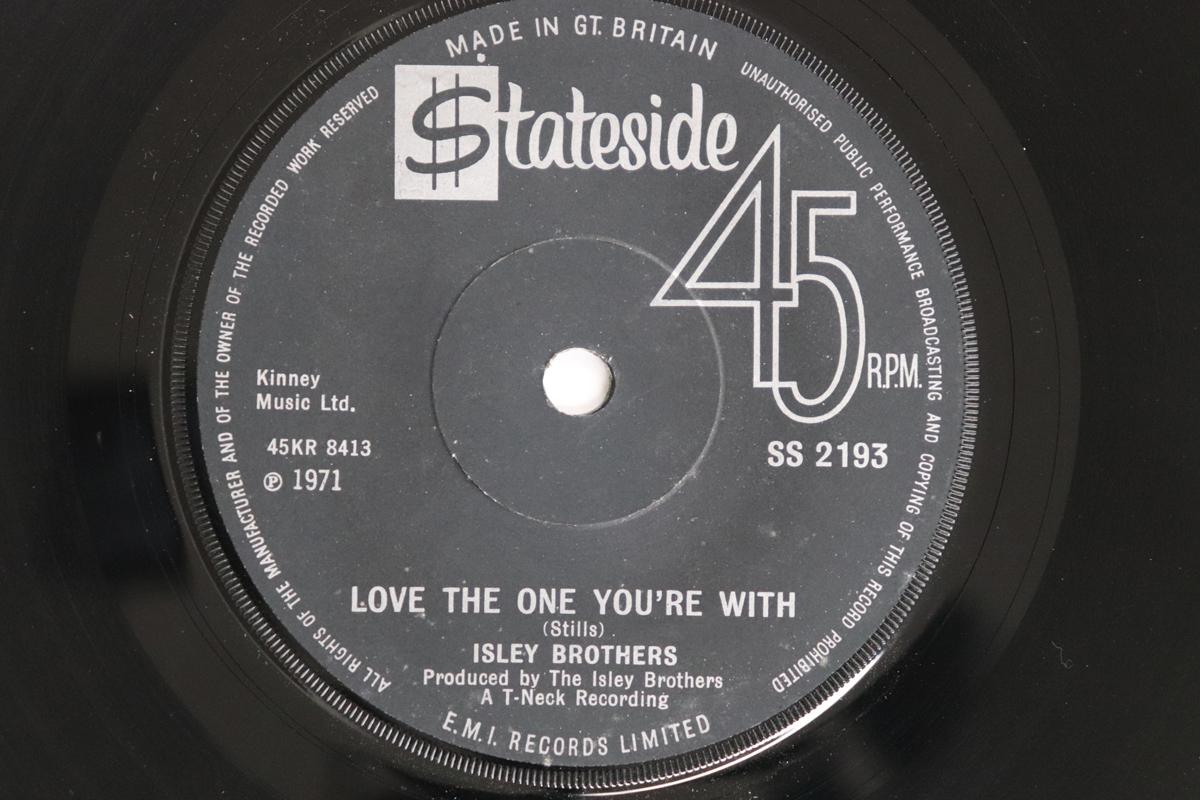 MADE IN GT. BRITAIN
$tateside
45
R.P.M.
UNAUTHORISED PUBLIC PERFORMANCE BROADCASTING AND COPYING OF THIS RECORD PROHIBITED
ALL RIGHTS OF THE MANUFACTURER AND OF THE OWNER OF THE RECORDED WORK RESERVED
Kinney
Music Ltd.
45KR 8413
℗ 1971
SS 2193
LOVE THE ONE YOU'RE WITH
(Stills)
ISLEY BROTHERS
Produced by The Isley Brothers
A T-Neck Recording
E.M.I. RECORDS LIMITED